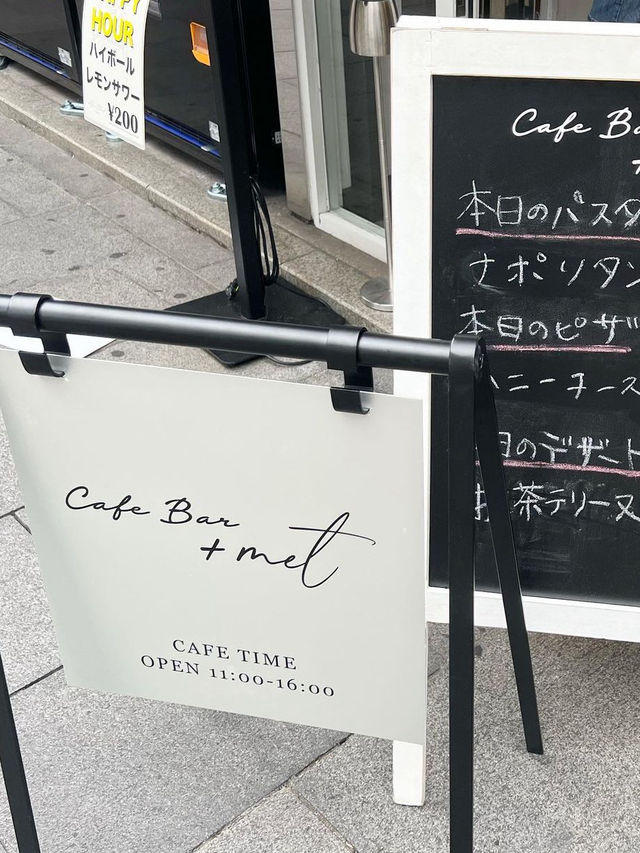 HOUR
ハイボール
レモンサワー
¥200
Cafe Bar
+ met
CAFE TIME
OPEN 11:00-16:00
Cafe
本日のパスタ
ナポリタン
本日のピザ
ハニーチーズ
日のデザート
抹茶テリーヌ